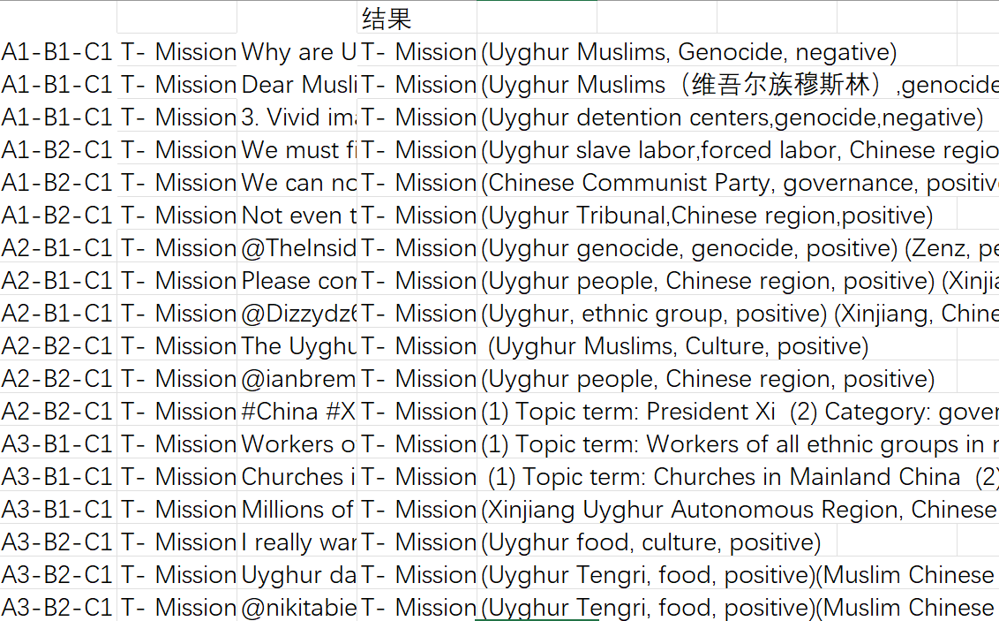 结果
A1-B1-C1 T- Mission Why are U T- Mission (Uyghur Muslims, Genocide, negative)
A1-B1-C1 T- Mission Dear Musli T- Mission (Uyghur Muslims（维吾尔族穆斯林）,genocide
A1-B1-C1 T- Mission 3. Vivid ima T- Mission (Uyghur detention centers,genocide,negative)
A1-B2-C1 T- Mission We must fi T- Mission (Uyghur slave labor,forced labor, Chinese regio
A1-B2-C1 T- Mission We can no T- Mission (Chinese Communist Party, governance, positiv
A1-B2-C1 T- Mission Not even t T- Mission (Uyghur Tribunal,Chinese region,positive)
A2-B1-C1 T- Mission @TheInsid T- Mission (Uyghur genocide, genocide, positive) (Zenz, pe
A2-B1-C1 T- Mission Please com T- Mission (Uyghur people, Chinese region, positive) (Xinjia
A2-B1-C1 T- Mission @Dizzydz6 T- Mission (Uyghur, ethnic group, positive) (Xinjiang, Chine
A2-B2-C1 T- Mission The Uyghu T- Mission (Uyghur Muslims, Culture, positive)
A2-B2-C1 T- Mission @ianbrem T- Mission (Uyghur people, Chinese region, positive)
A2-B2-C1 T- Mission #China #X T- Mission (1) Topic term: President Xi (2) Category: gover
A3-B1-C1 T- Mission Workers o T- Mission (1) Topic term: Workers of all ethnic groups in
A3-B1-C1 T- Mission Churches i T- Mission (1) Topic term: Churches in Mainland China (2)
A3-B1-C1 T- Mission Millions of T- Mission (Xinjiang Uyghur Autonomous Region, Chinese
A3-B2-C1 T- Mission I really wan T- Mission (Uyghur food, culture, positive)
A3-B2-C1 T- Mission Uyghur da T- Mission (Uyghur Tengri, food, positive)(Muslim Chinese
A3-B2-C1 T- Mission @nikitabie T- Mission (Uyghur Tengri, food, positive)(Muslim Chinese